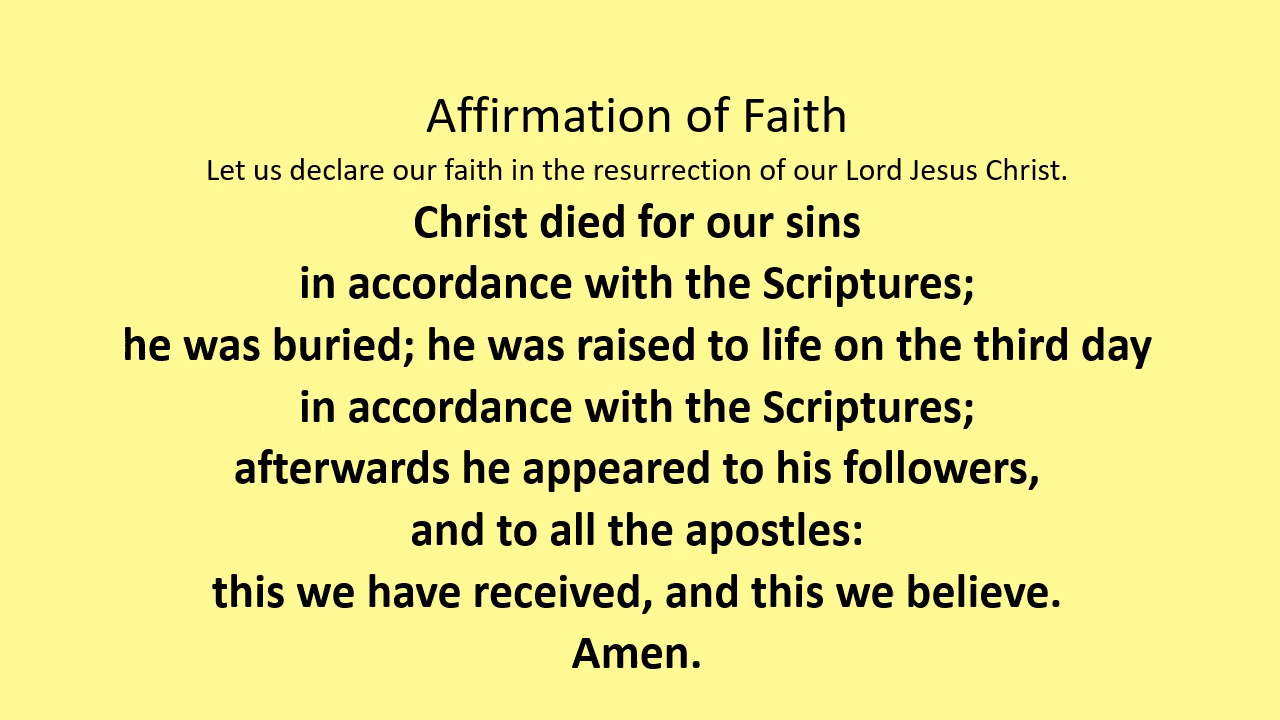 Affirmation of Faith
Let us declare our faith in the resurrection of our Lord Jesus Christ.
Christ died for our sins
in accordance with the Scriptures;
he was buried; he was raised to life on the third day
in accordance with the Scriptures;
afterwards he appeared to his followers,
and to all the apostles:
this we have received, and this we believe.
Amen.